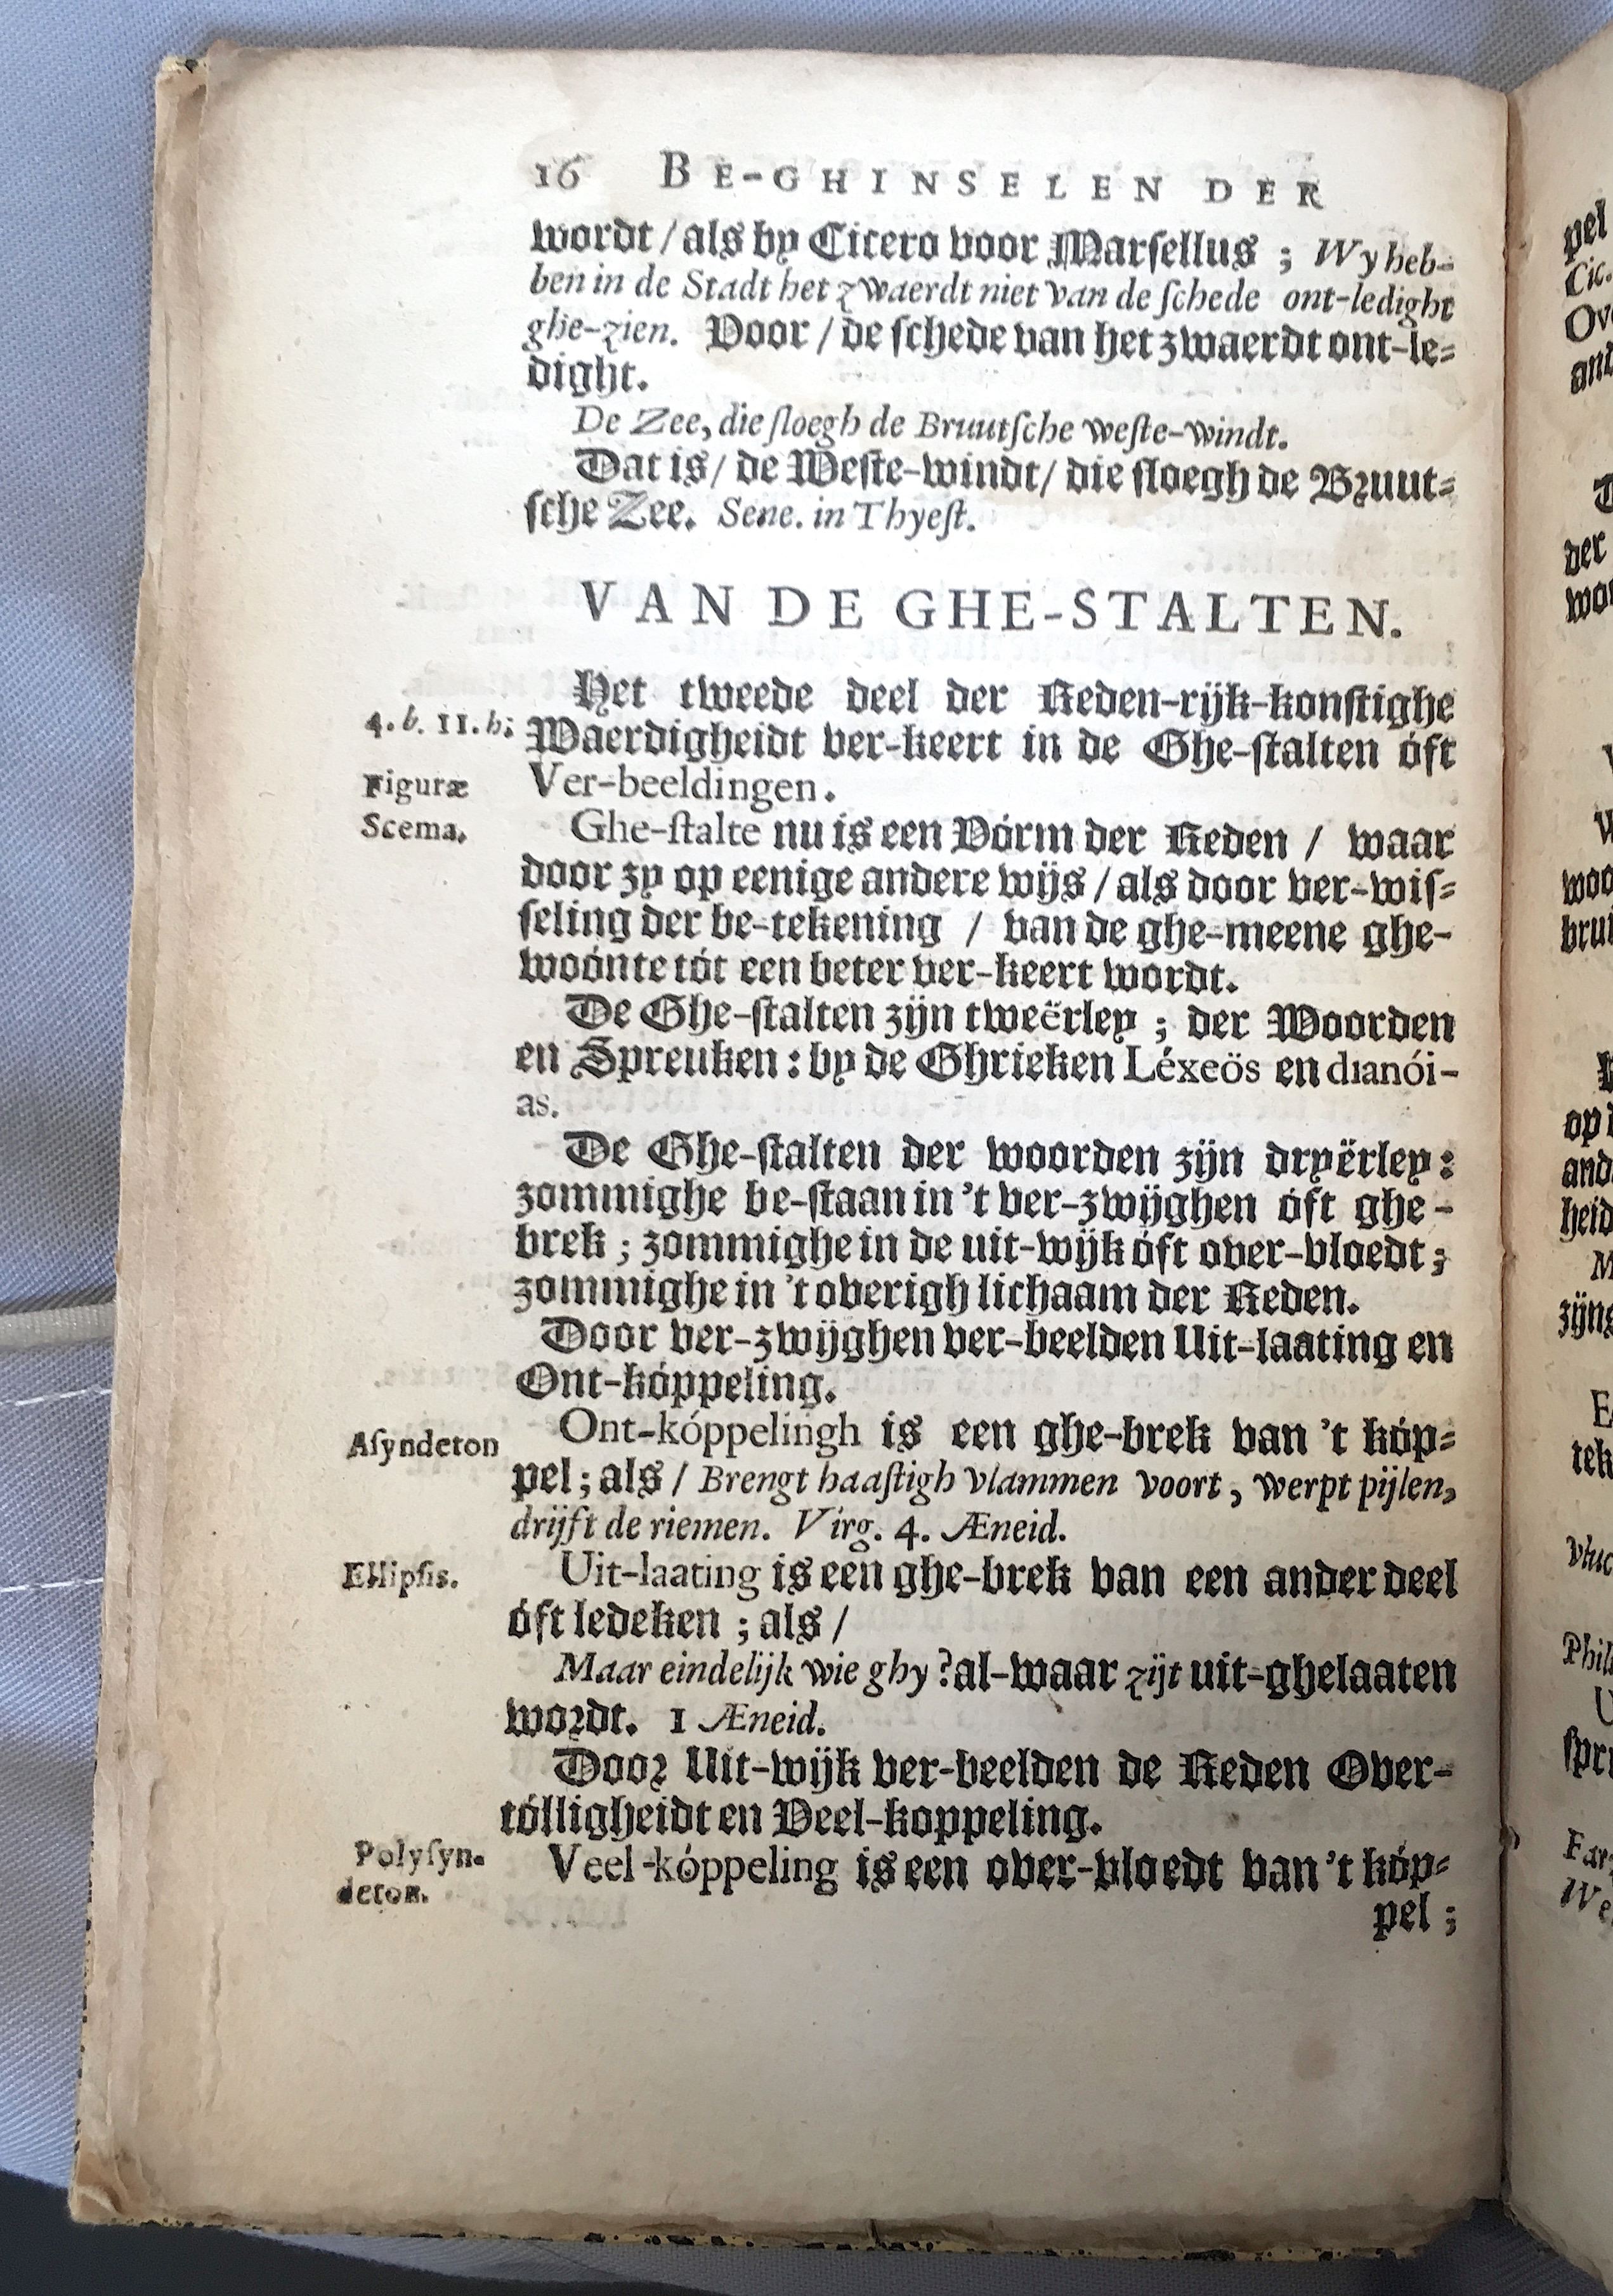 16 BE-GHINSELEN DER
wordt / als by Cicero voor Marsellus ; Wy heb-
ben in de Stadt het zwaerdt niet van de schede ont-ledight
ghe-zien. Voor / de schede van het zwaerdt ont-le-
dight.
De Zee, die sloegh de Bruutsche weste-windt.
Dat is / de Weste-windt / die sloegh de Bruut-
sche Zee. Sene. in Thyest.
VAN DE GHE-STALTEN.
Het tweede deel der Reden-rijk-konstighe
4. b. 11. b; Waerdigheidt ver-keert in de Ghe-stalten óft
Figuræ Ver-beeldingen.
Scema. Ghe-stalte nu is een Vórm der Reden / waar
door zy op eenige andere wijs / als door ver-wis-
seling der be-tekening / van de ghe-meene ghe-
woónte tót een beter ver-keert wordt.
De Ghe-stalten zijn tweërley ; der Woorden
en Spreuken : by de Ghrieken Léxeös en dianói-
as.
De Ghe-stalten der woorden zijn dryërley :
zommighe be-staan in 't ver-zwijghen óft ghe-
brek ; zommighe in de uit-wijk óft over-vloedt ;
zommighe in 't overigh lichaam der Reden.
Door ver-zwijghen ver-beelden Uit-laating en
Ont-kóppeling.
Asyndeton Ont-kóppelingh is een ghe-brek van 't kóp-
pel ; als / Brengt haastigh vlammen voort, werpt pijlen,
drijft de riemen. Virg. 4. Æneid.
Ellipsis. Uit-laating is een ghe-brek van een ander deel
óft ledeken ; als /
Maar eindelijk wie ghy ? al-waar zijt uit-ghelaaten
wordt. 1 Æneid.
Door Uit-wijk ver-beelden de Reden Over-
tólligheidt en Veel-koppeling.
Polysyn- Veel-kóppeling is een over-vloedt van 't kóp-
deton.
pel ;